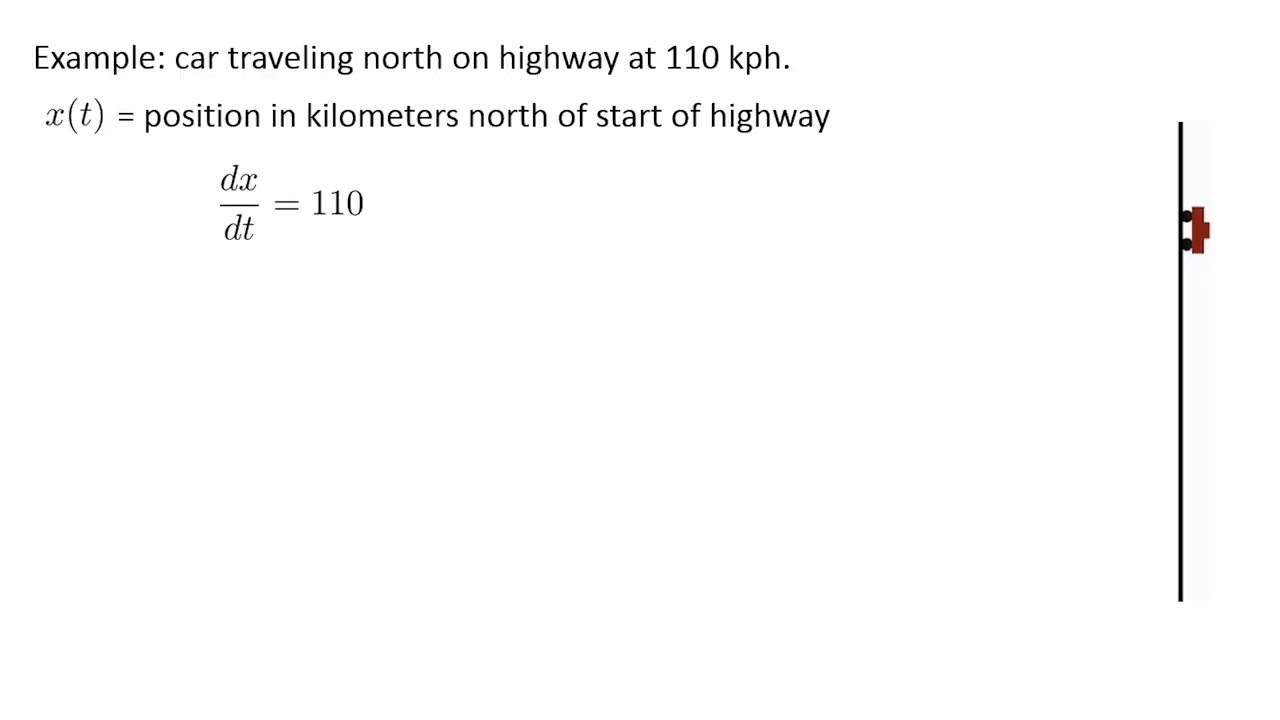 Example: car traveling north on highway at 110 kph.
x(t) = position in kilometers north of start of highway
dx/dt = 110